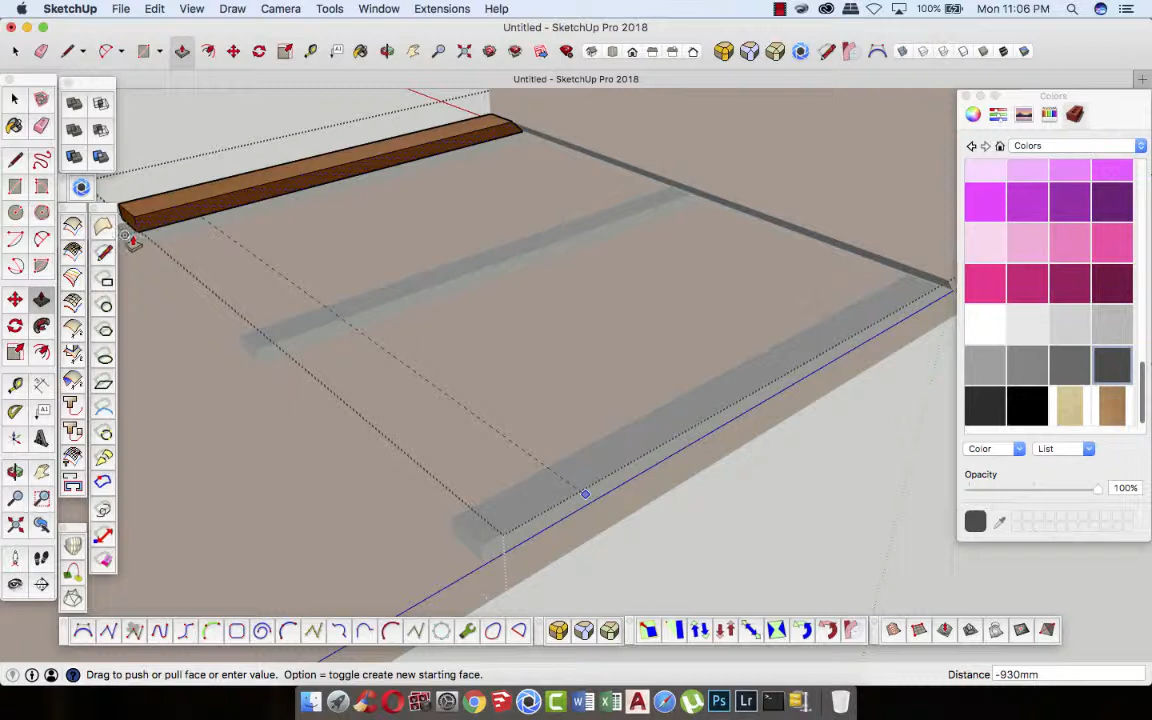 SketchUp File Edit View Draw Camera Tools Window Extensions Help 100% Mon 11:06 PM
Untitled - SketchUp Pro 2018
Untitled - SketchUp Pro 2018
Colors
Colors
Color List
Opacity
100%
Drag to push or pull face or enter value. Option = toggle create new starting face. Distance -930mm
Ps Lr